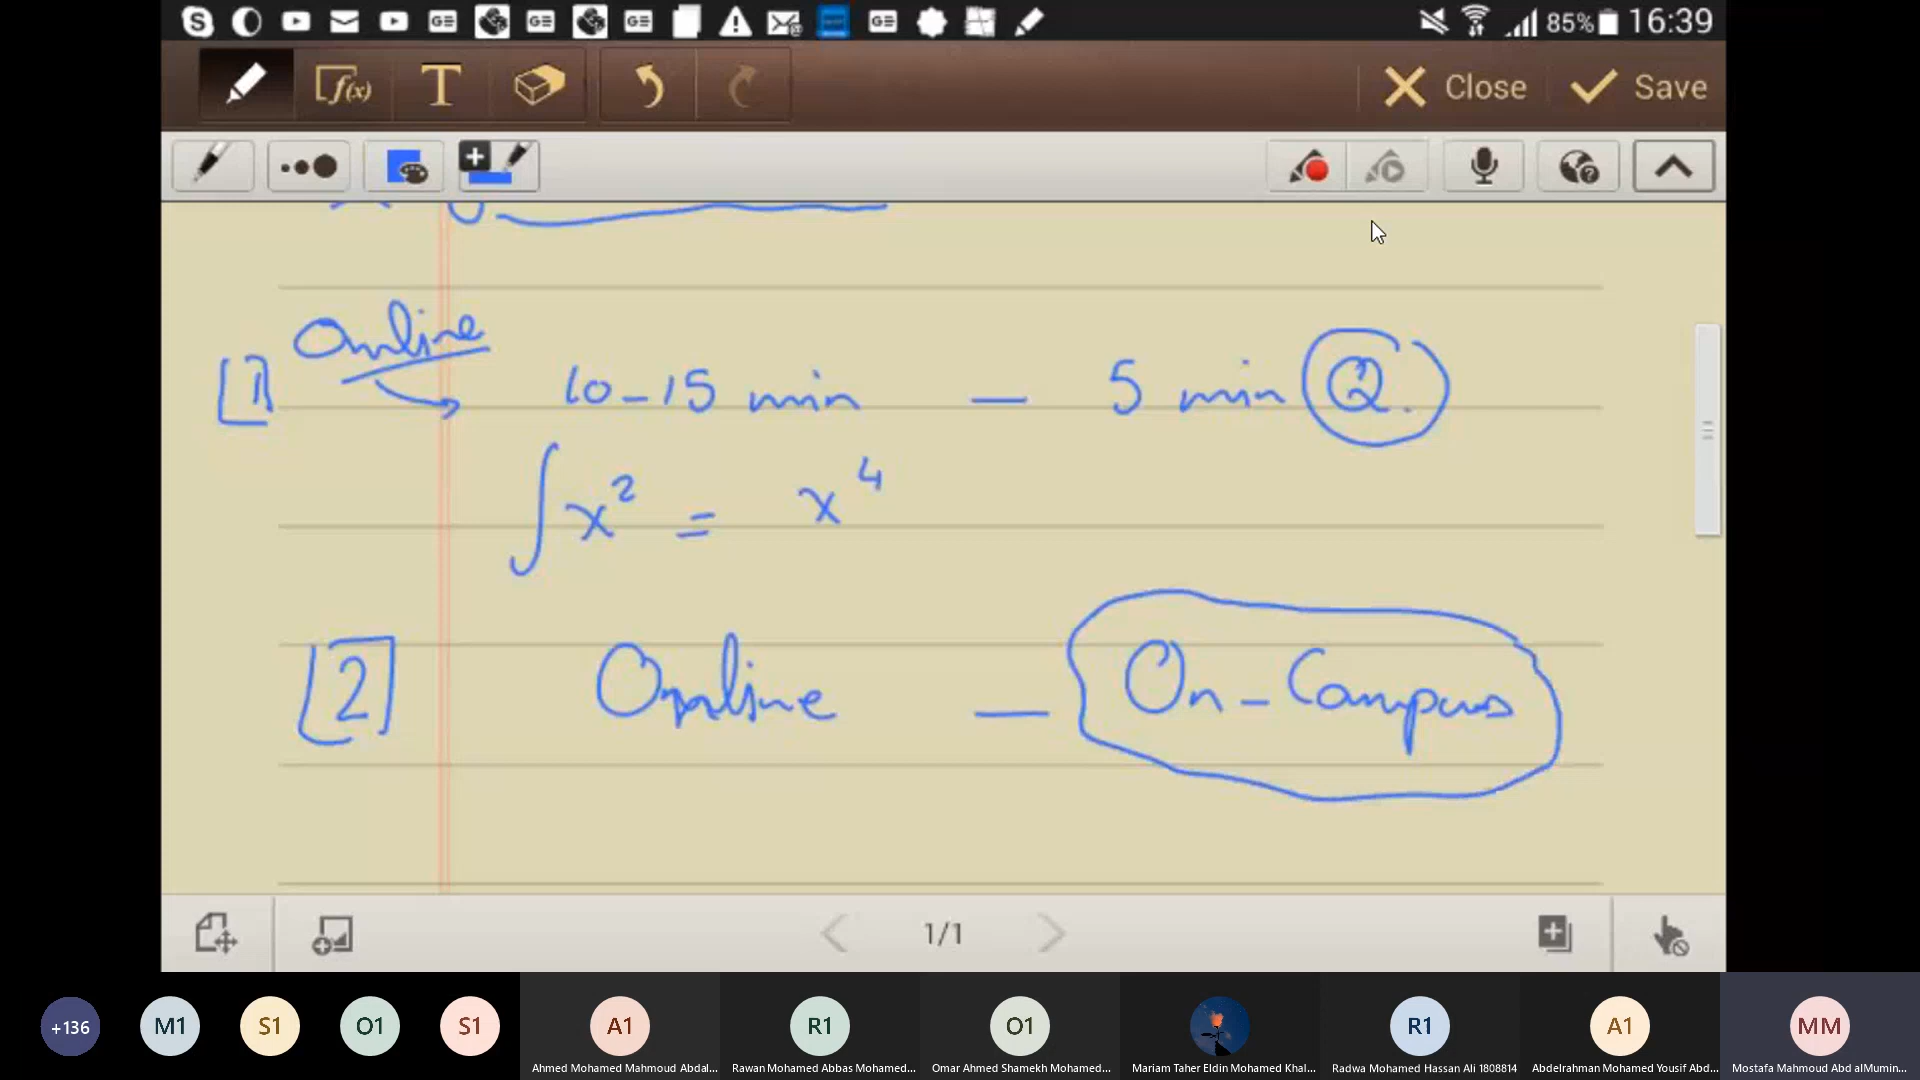 85% 16:39
f(x) T Close Save
Online
[1] 10-15 min — 5 min Q.
∫x² = x⁴
[2] Online — On-Campus
1/1
+136 M1 S1 O1 S1 A1 R1 O1 R1 A1 MM
Ahmed Mohamed Mahmoud Abdal... Rawan Mohamed Abbas Mohamed... Omar Ahmed Shamekh Mohamed... Mariam Taher Eldin Mohamed Khal... Radwa Mohamed Hassan Ali 1808814 Abdelrahman Mohamed Yousif Abd... Mostafa Mahmoud Abd alMumin...